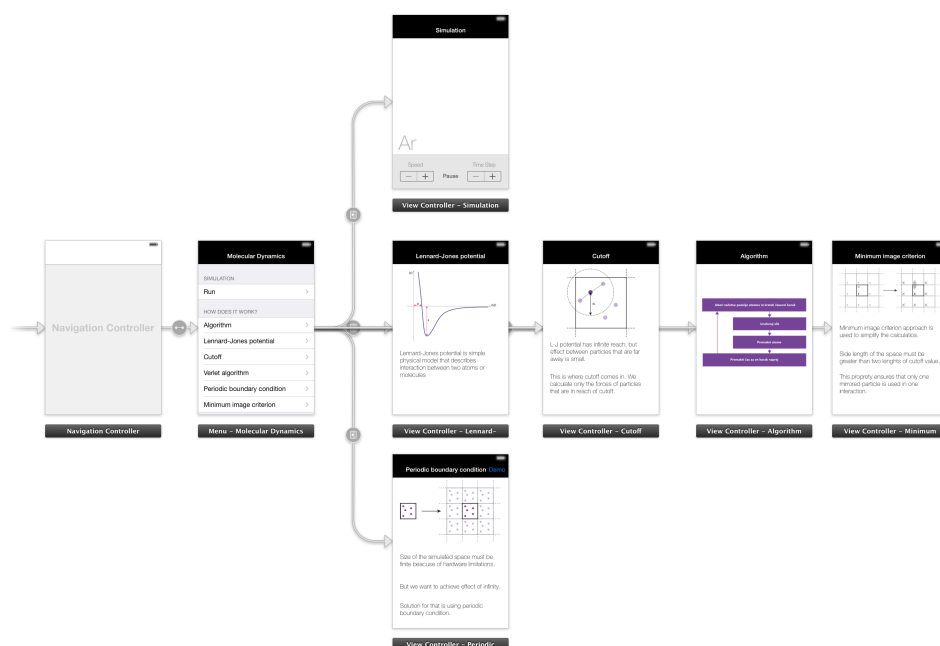 Simulation
Ar
Speed
Time Step
— +
Pause
— +
View Controller – Simulation
Navigation Controller
Navigation Controller
Molecular Dynamics
SIMULATION
Run
HOW DOES IT WORK?
Algorithm
Lennard-Jones potential
Cutoff
Verlet algorithm
Periodic boundary condition
Minimum image criterion
Menu – Molecular Dynamics
Lennard-Jones potential
Lennard-Jones potential is simple
physical model that describes
interaction between two atoms or
molecules
View Controller – Lennard-
Cutoff
L-J potential has infinite reach, but
effect between particles that are far
away is small.
This is where cutoff comes in. We
calculate only the forces of particles
that are in reach of cutoff.
View Controller – Cutoff
Algorithm
View Controller – Algorithm
Minimum image criterion
Minimum image criterion approach is
used to simplify the calculatios.
Side length of the space must be
greater than two lenghts of cutoff value.
This proprety ensures that only one
mirrored particle is used in one
interaction.
View Controller – Minimum
Periodic boundary condition Demo
Size of the simulated space must be
finite beacuse of hardware limitations.
But we want to achieve effect of infinity.
Solution for that is using periodic
boundary condition.
View Controller – Periodic